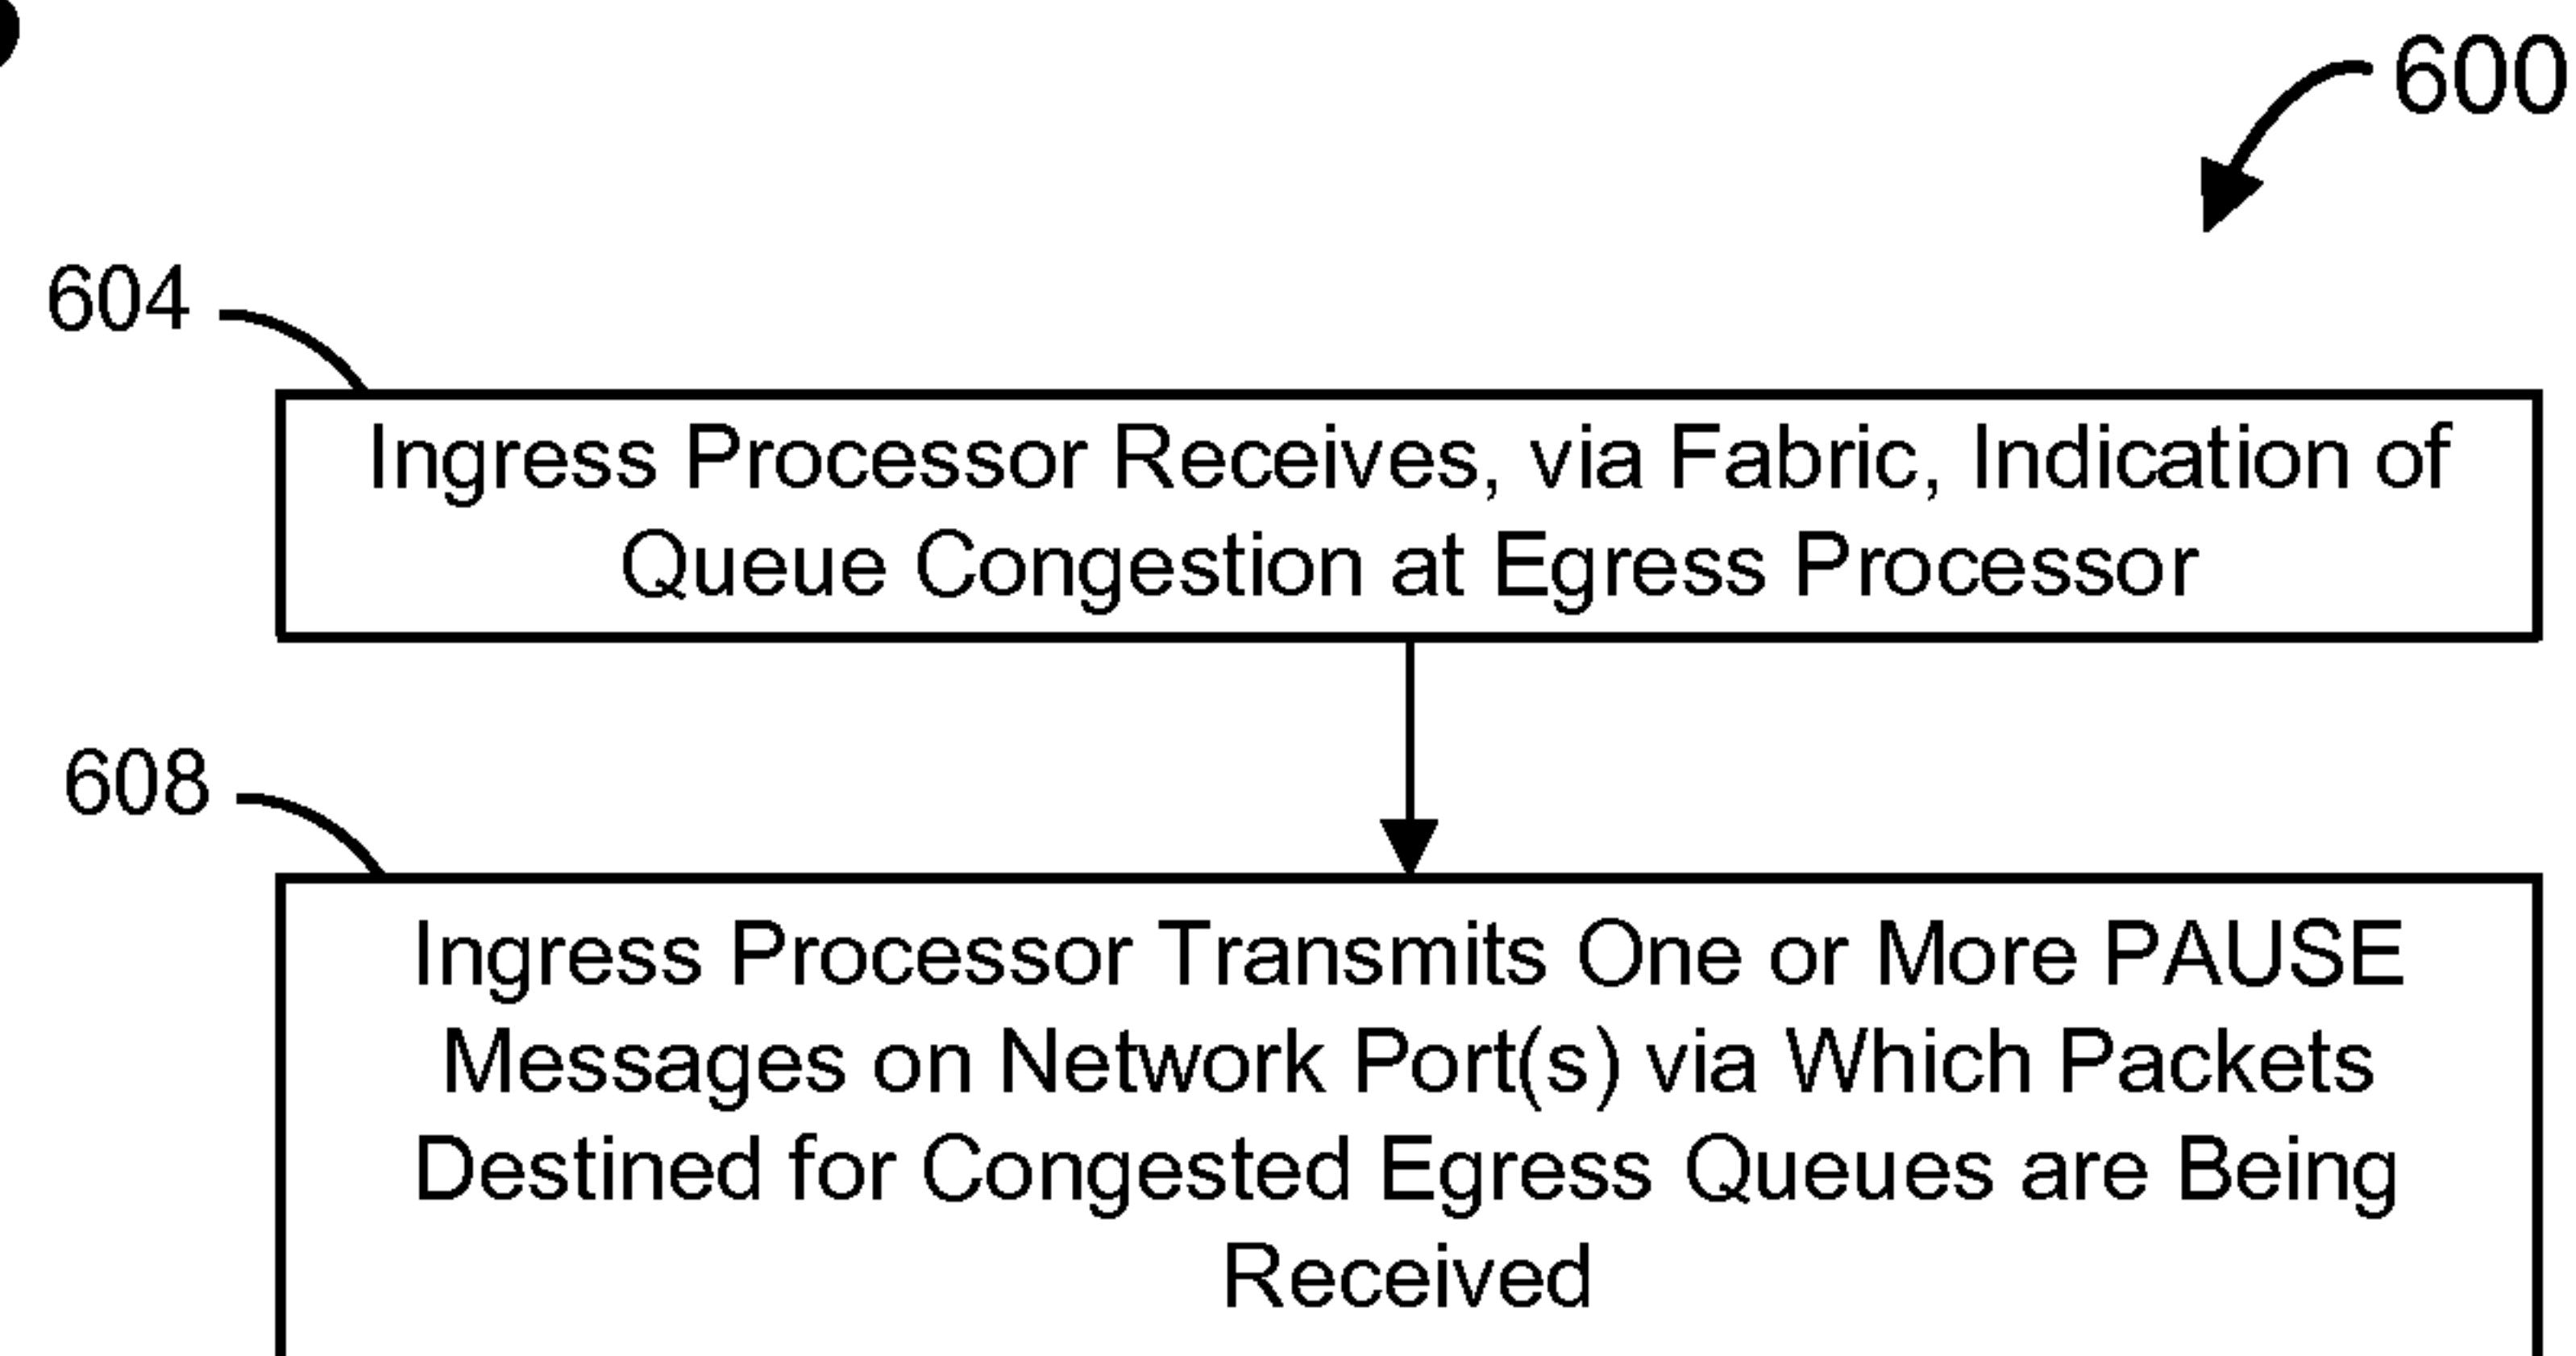 600
604
Ingress Processor Receives, via Fabric, Indication of
Queue Congestion at Egress Processor
608
Ingress Processor Transmits One or More PAUSE
Messages on Network Port(s) via Which Packets
Destined for Congested Egress Queues are Being
Received